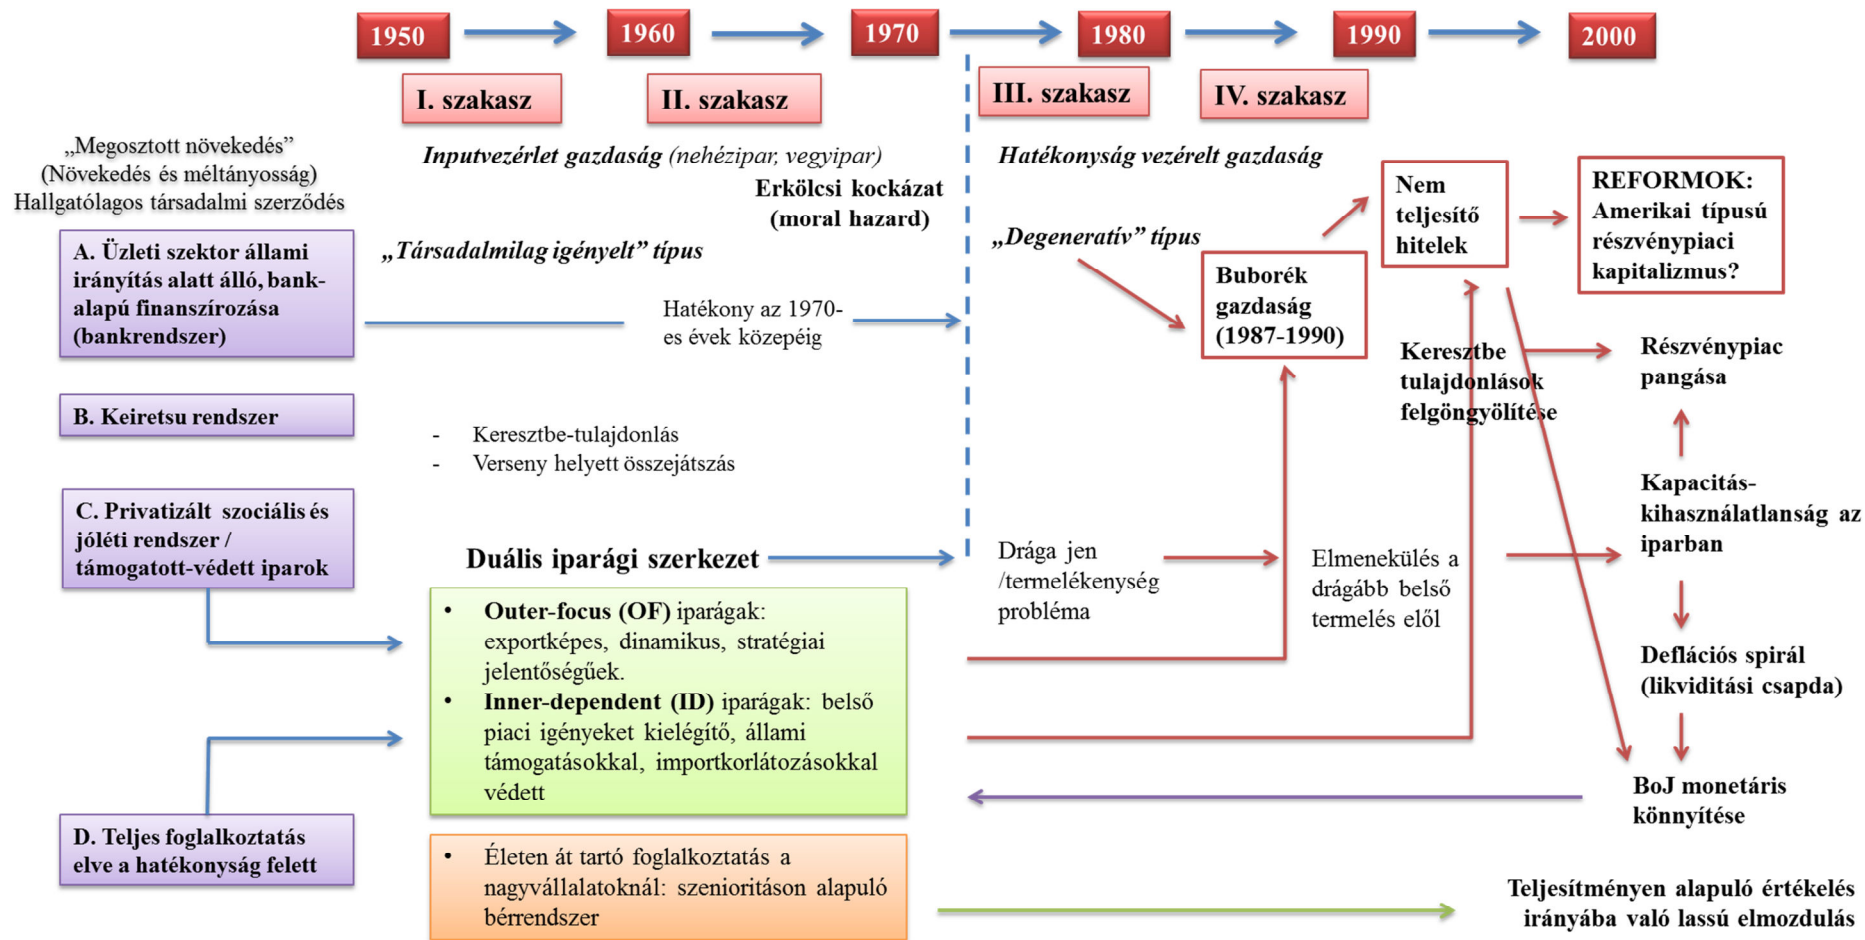 1950
1960
1970
1980
1990
2000
I. szakasz
II. szakasz
III. szakasz
IV. szakasz
„Megosztott növekedés”
(Növekedés és méltányosság)
Hallgatólagos társadalmi szerződés
Inputvezérlet gazdaság (nehézipar, vegyipar)
Erkölcsi kockázat
(moral hazard)
Hatékonyság vezérelt gazdaság
A. Üzleti szektor állami
irányítás alatt álló, bank-
alapú finanszírozása
(bankrendszer)
„Társadalmilag igényelt” típus
Hatékony az 1970-
es évek közepéig
„Degeneratív” típus
Buborék
gazdaság
(1987-1990)
Nem
teljesítő
hitelek
REFORMOK:
Amerikai típusú
részvénypiaci
kapitalizmus?
Keresztbe
tulajdonlások
felgöngyölítése
Részvénypiac
pangása
B. Keiretsu rendszer
- Keresztbe-tulajdonlás
- Verseny helyett összejátszás
C. Privatizált szociális és
jóléti rendszer /
támogatott-védett iparok
Duális iparági szerkezet
Drága jen
/termelékenység
probléma
Elmenekülés a
drágább belső
termelés elől
Kapacitás-
kihasználatlanság az
iparban
• Outer-focus (OF) iparágak:
exportképes, dinamikus, stratégiai
jelentőségűek.
• Inner-dependent (ID) iparágak: belső
piaci igényeket kielégítő, állami
támogatásokkal, importkorlátozásokkal
védett
Deflációs spirál
(likviditási csapda)
BoJ monetáris
könnyítése
D. Teljes foglalkoztatás
elve a hatékonyság felett
• Életen át tartó foglalkoztatás a
nagyvállalatoknál: szenioritáson alapuló
bérrendszer
Teljesítményen alapuló értékelés
irányába való lassú elmozdulás